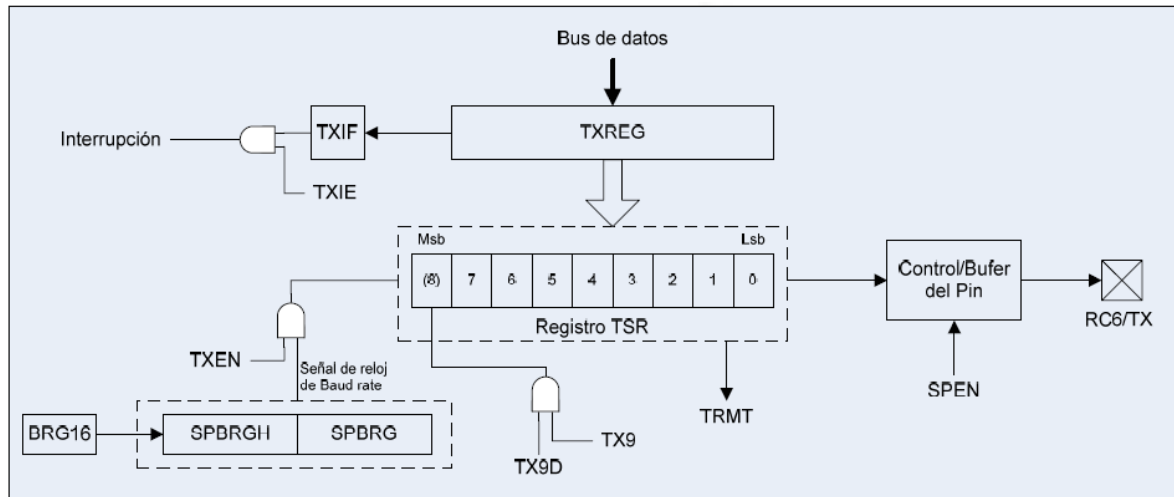 Bus de datos
TXREG
TXIF
Interrupción
TXIE
Msb
Lsb
(8) 7 6 5 4 3 2 1 0
Registro TSR
Control/Bufer
del Pin
RC6/TX
TXEN
Señal de reloj
de Baud rate
TRMT
SPEN
BRG16
SPBRGH
SPBRG
TX9
TX9D